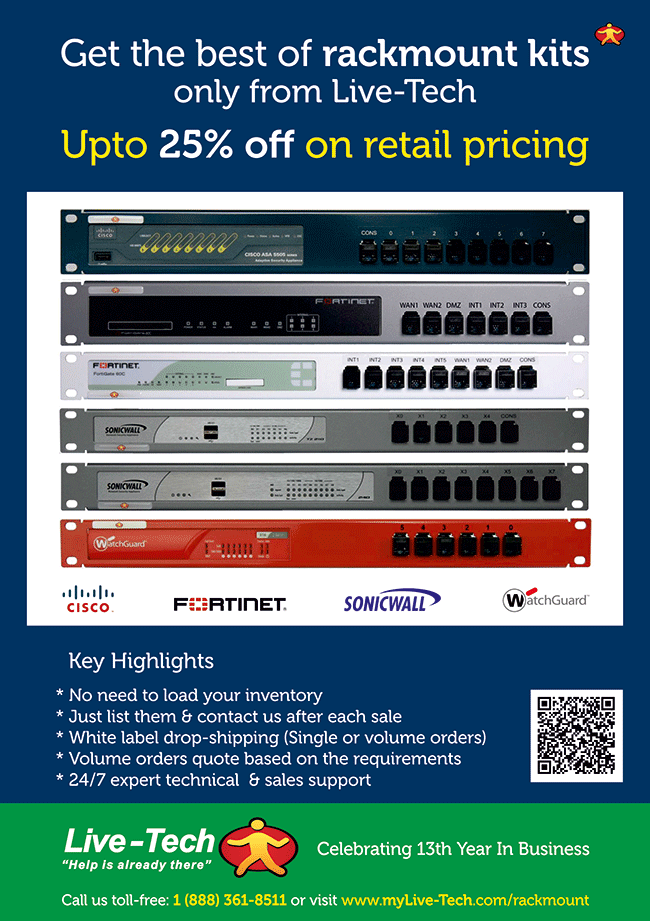 Get the best of rackmount kits
only from Live-Tech
Upto 25% off on retail pricing
CISCO
CONS 0 1 2 3 4 5 6 7
CISCO ASA 5505 SERIES
Adaptive Security Appliance
FORTINET
WAN1 WAN2 DMZ INT1 INT2 INT3 CONS
FORTINET
FortiGate-60C
INT1 INT2 INT3 INT4 INT5 WAN1 WAN2 DMZ CONS
SONICWALL
X0 X1 X2 X3 X4 CONS
SONICWALL
X0 X1 X2 X3 X4 X5 X6 X7
WatchGuard
5 4 3 2 1 0
CISCO FORTINET SONICWALL WatchGuard
Key Highlights
* No need to load your inventory
* Just list them & contact us after each sale
* White label drop-shipping (Single or volume orders)
* Volume orders quote based on the requirements
* 24/7 expert technical & sales support
Live-Tech
"Help is already there"
Celebrating 13th Year In Business
Call us toll-free: 1 (888) 361-8511 or visit www.myLive-Tech.com/rackmount